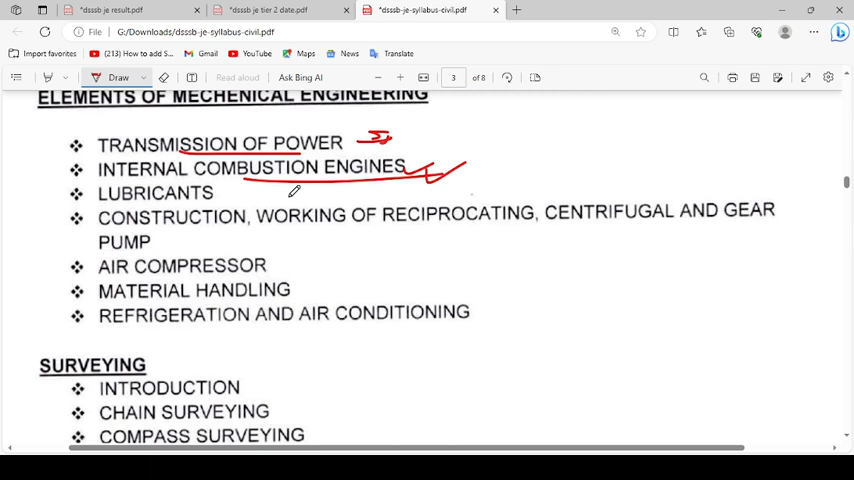 *dsssb je result.pdf
*dsssb je tier 2 date.pdf
*dsssb-je-syllabus-civil.pdf
File G:/Downloads/dsssb-je-syllabus-civil.pdf
Import favorites (213) How to add S... Gmail YouTube Maps News Translate
Draw Read aloud Ask Bing AI 3 of 8
ELEMENTS OF MECHENICAL ENGINEERING
TRANSMISSION OF POWER
INTERNAL COMBUSTION ENGINES
LUBRICANTS
CONSTRUCTION, WORKING OF RECIPROCATING, CENTRIFUGAL AND GEAR
PUMP
AIR COMPRESSOR
MATERIAL HANDLING
REFRIGERATION AND AIR CONDITIONING
SURVEYING
INTRODUCTION
CHAIN SURVEYING
COMPASS SURVEYING